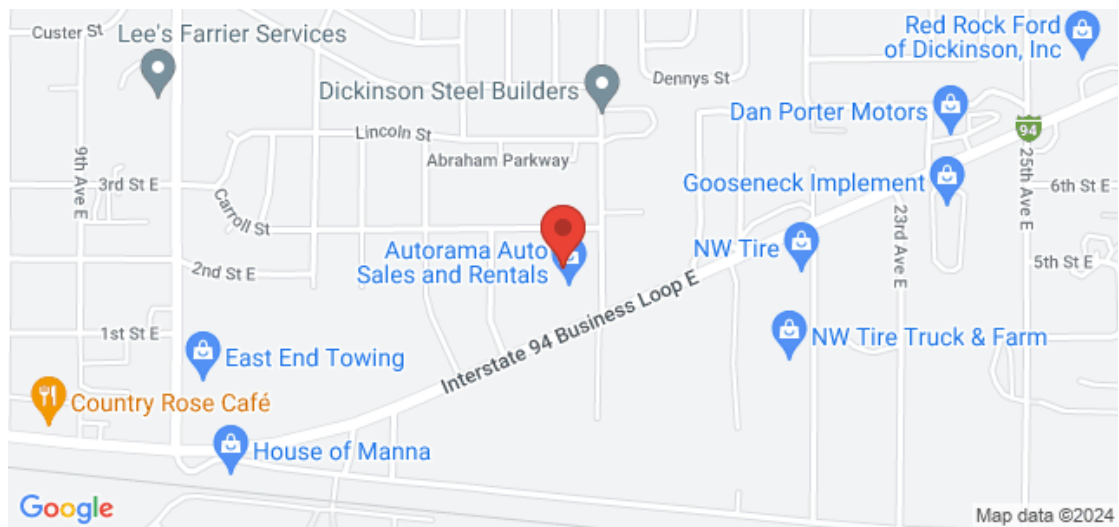 Custer St
Lee's Farrier Services
Red Rock Ford
of Dickinson, Inc
Dennys St
Dickinson Steel Builders
Dan Porter Motors
94
Lincoln St
Abraham Parkway
9th Ave E
25th Ave E
3rd St E
Gooseneck Implement
6th St E
Carroll St
23rd Ave E
Autorama Auto
Sales and Rentals
NW Tire
2nd St E
5th St E
Interstate 94 Business Loop E
1st St E
East End Towing
NW Tire Truck & Farm
Country Rose Café
House of Manna
Google
Map data ©2024